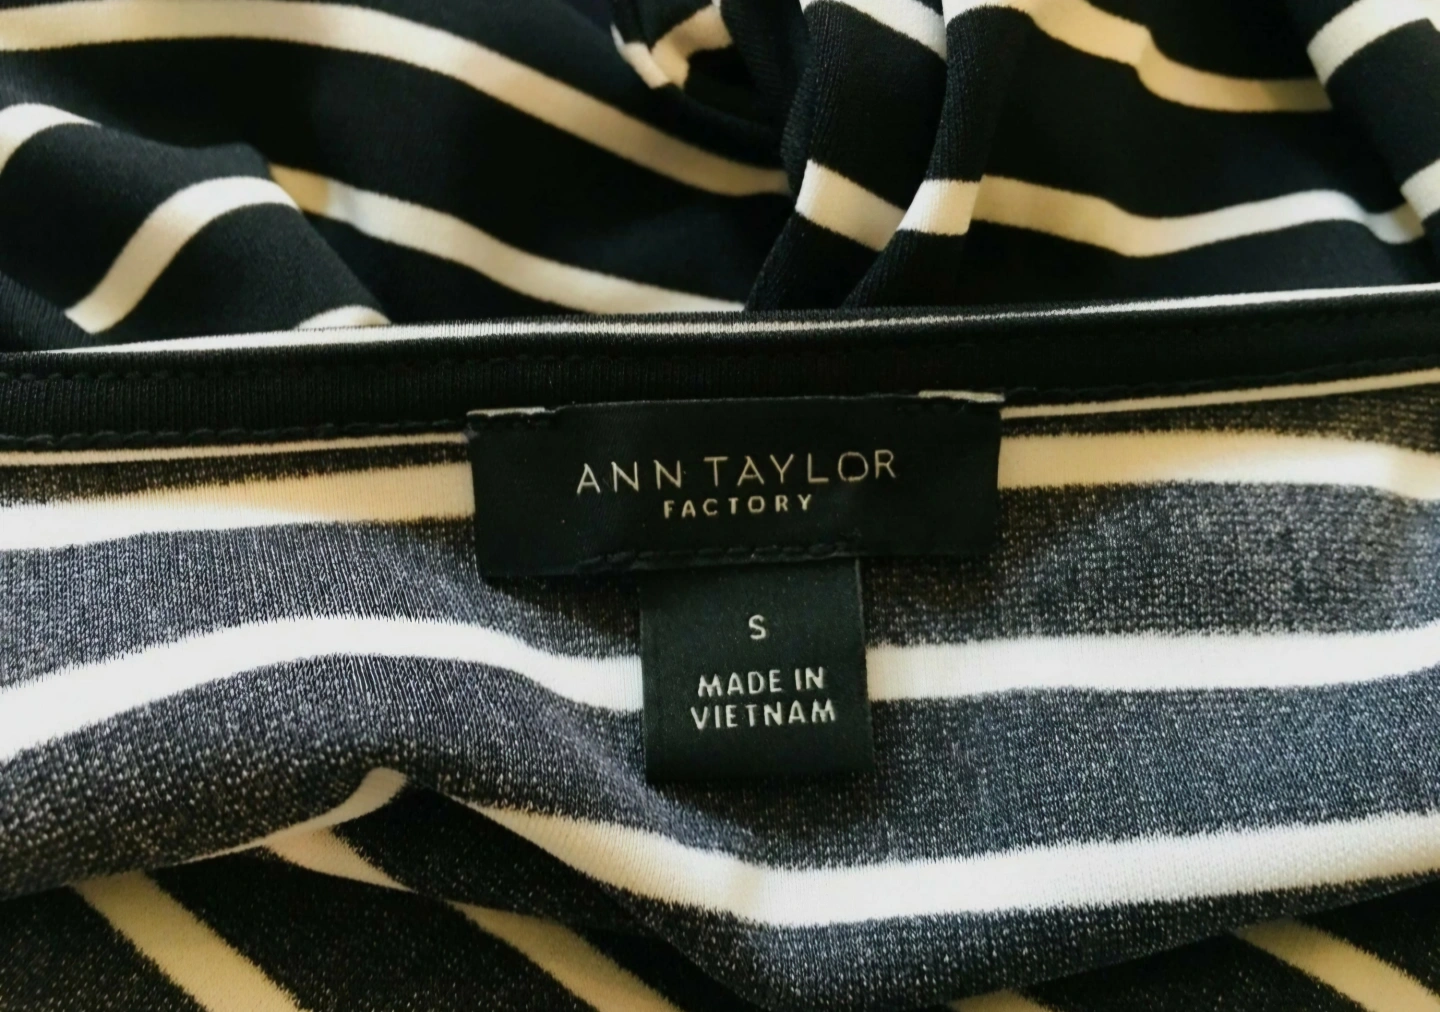 ANN TAYLOR
FACTORY
S
MADE IN
VIETNAM